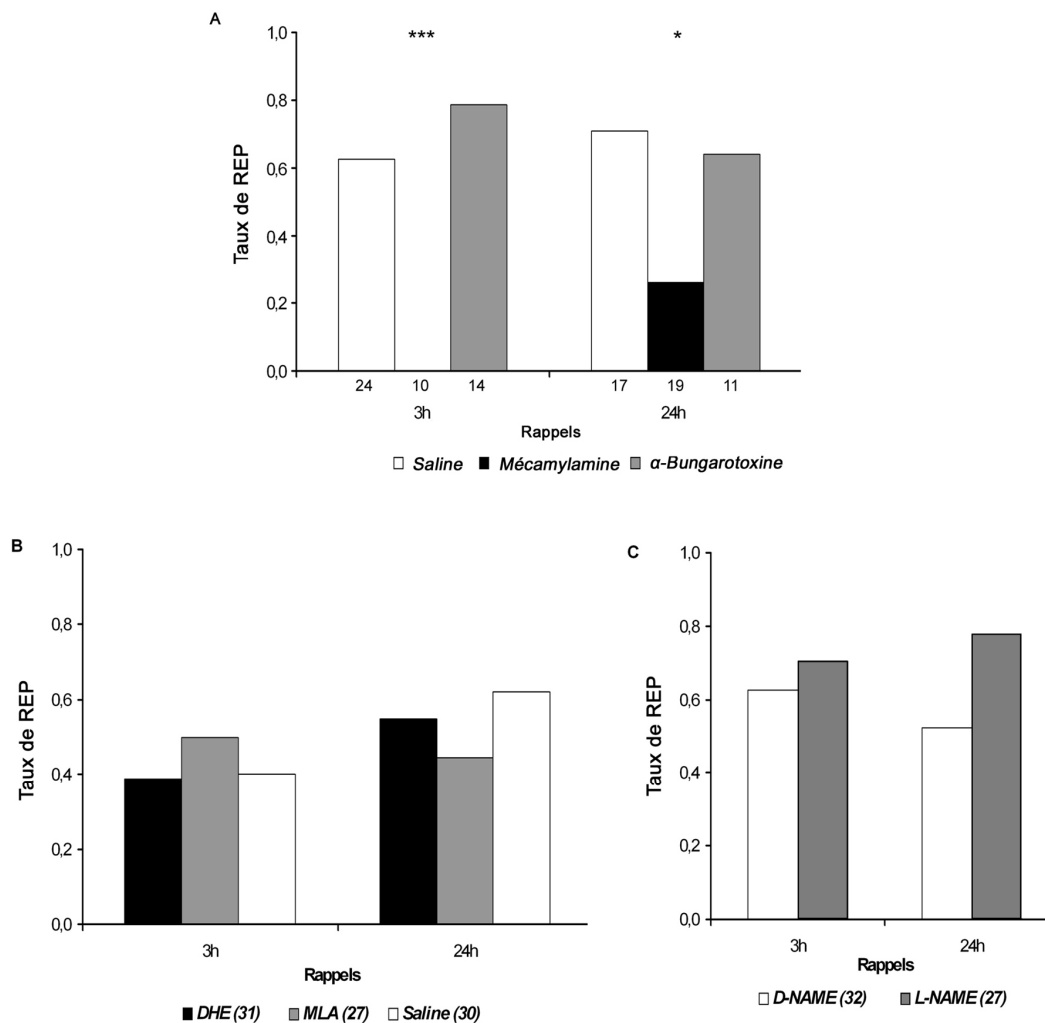 A
***
*
1,0
0,8
0,6
0,4
0,2
0,0
Taux de REP
24 10 14 17 19 11
3h 24h
Rappels
Saline Mécamylamine α-Bungarotoxine
B
1,0
0,8
0,6
0,4
0,2
0,0
Taux de REP
3h 24h
Rappels
DHE (31) MLA (27) Saline (30)
C
1,0
0,8
0,6
0,4
0,2
0,0
Taux de REP
3h 24h
Rappels
D-NAME (32) L-NAME (27)